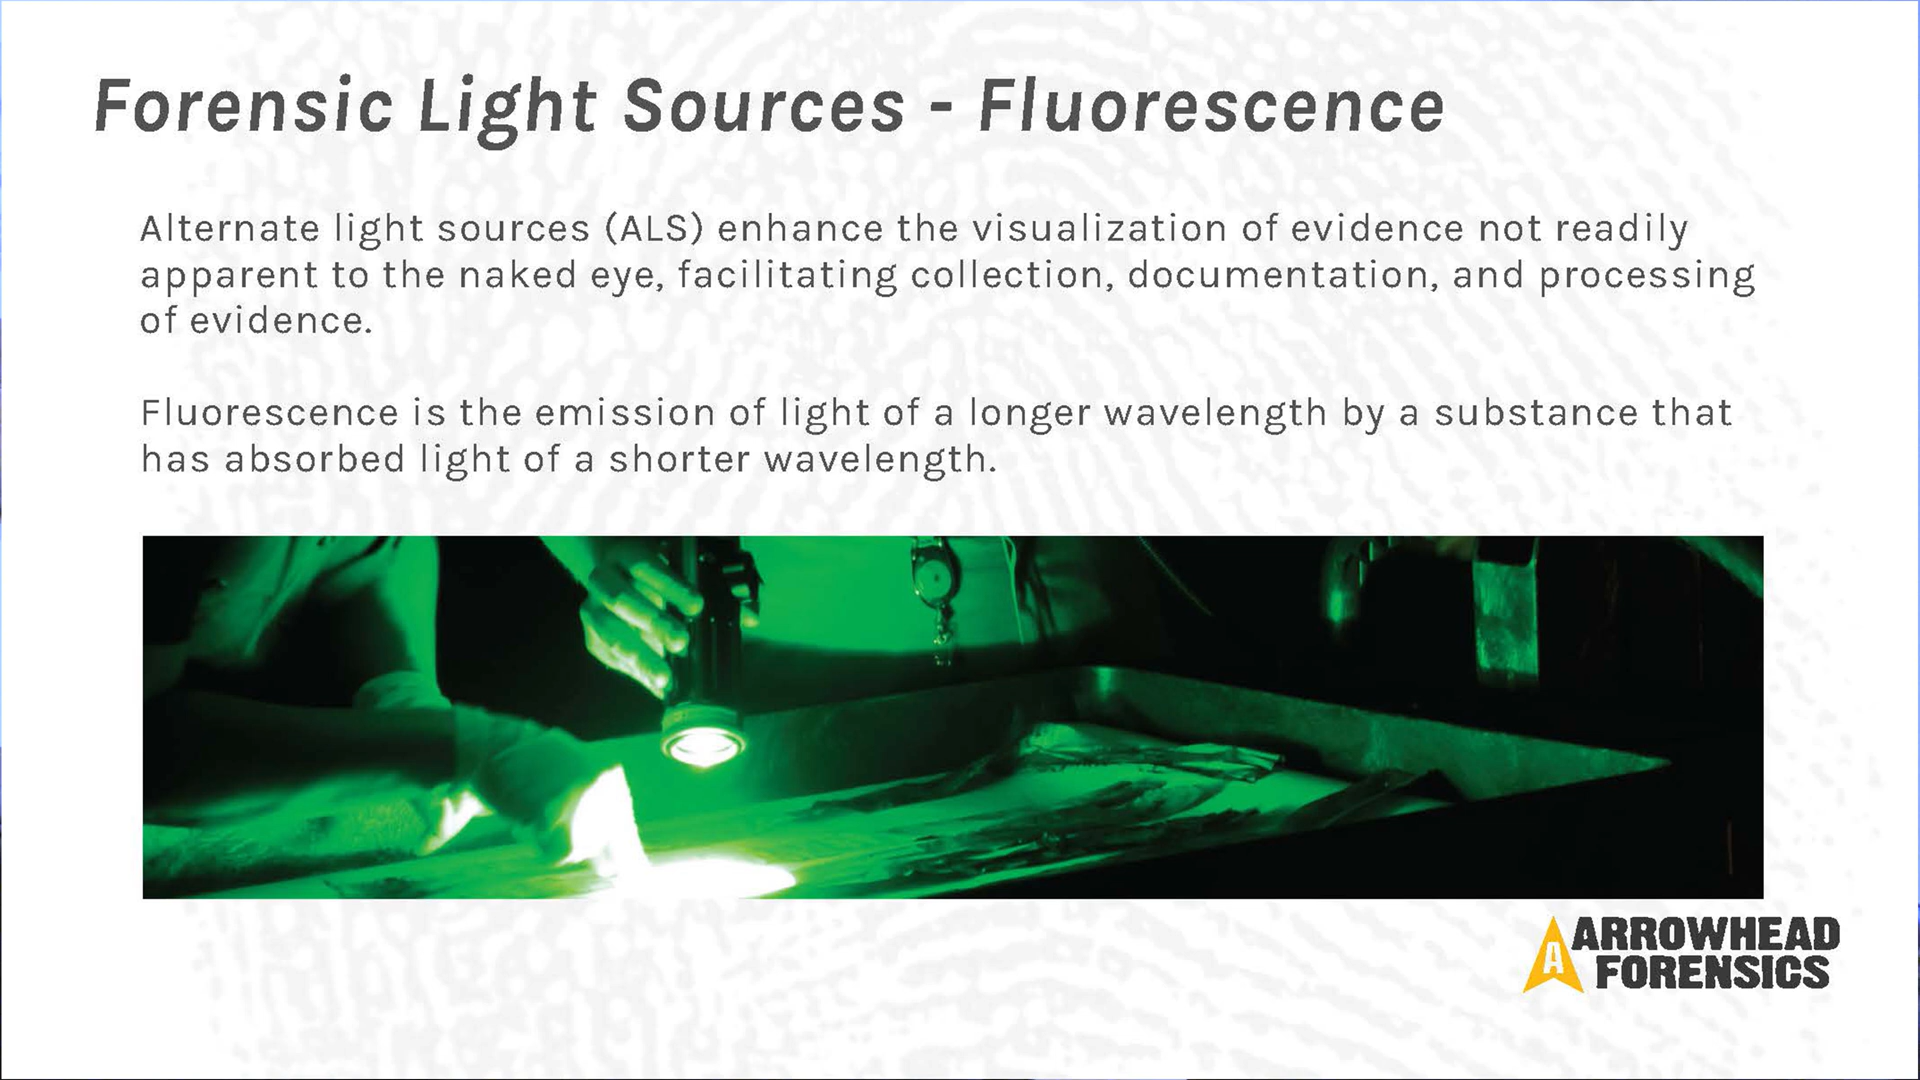 Forensic Light Sources - Fluorescence
Alternate light sources (ALS) enhance the visualization of evidence not readily
apparent to the naked eye, facilitating collection, documentation, and processing
of evidence.
Fluorescence is the emission of light of a longer wavelength by a substance that
has absorbed light of a shorter wavelength.
A
ARROWHEAD
FORENSICS